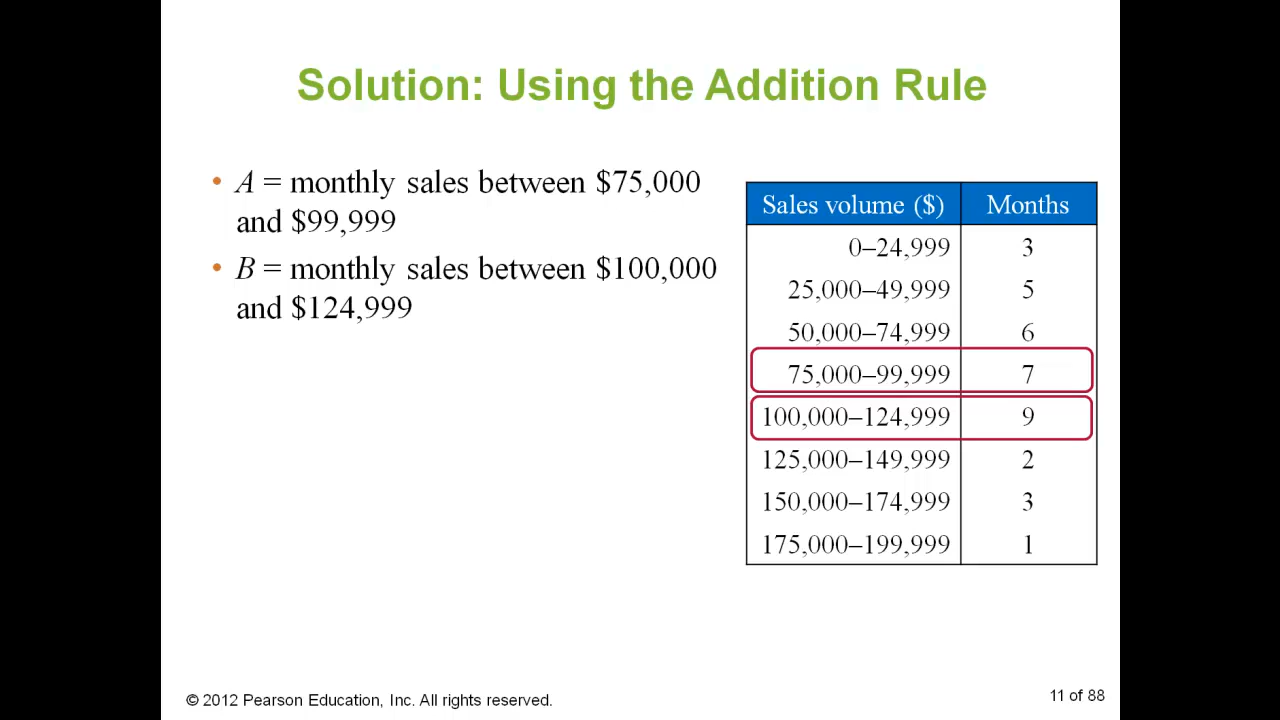 Solution: Using the Addition Rule
• A = monthly sales between $75,000
and $99,999
• B = monthly sales between $100,000
and $124,999
Sales volume ($) Months
0–24,999 3
25,000–49,999 5
50,000–74,999 6
75,000–99,999 7
100,000–124,999 9
125,000–149,999 2
150,000–174,999 3
175,000–199,999 1
© 2012 Pearson Education, Inc. All rights reserved.
11 of 88